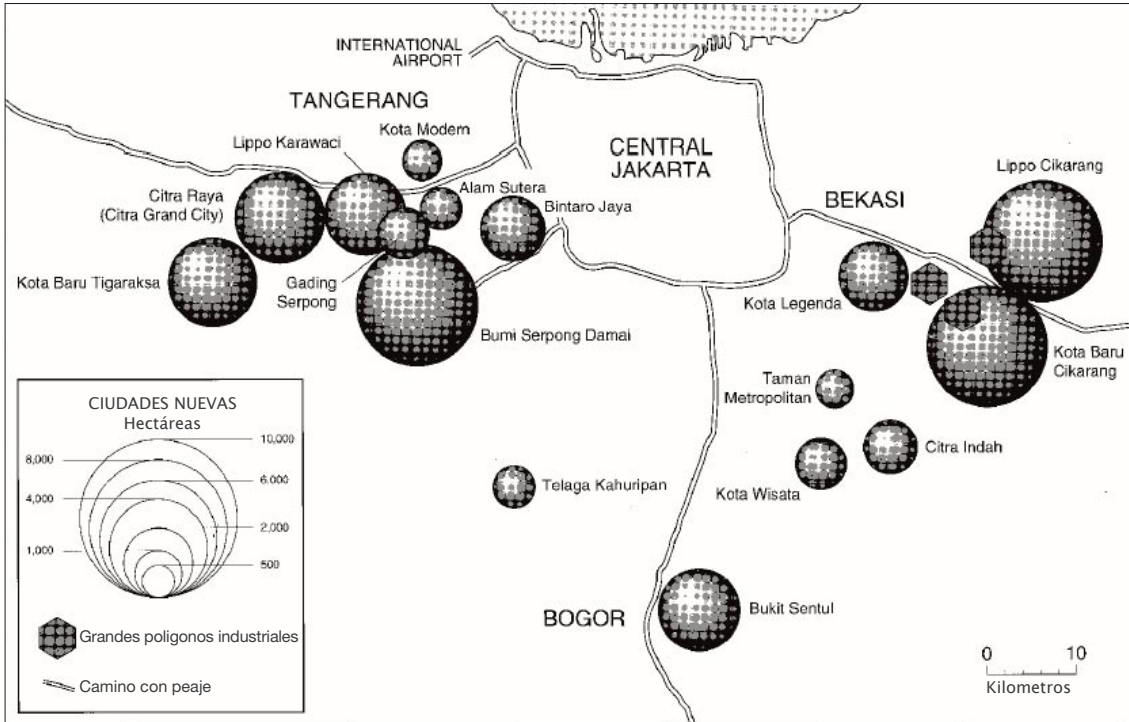 INTERNATIONAL
AIRPORT
TANGERANG
Kota Modern
Lippo Karawaci
CENTRAL
JAKARTA
Lippo Cikarang
Citra Raya
(Citra Grand City)
Alam Sutera
Bintaro Jaya
BEKASI
Kota Baru Tigaraksa
Gading
Serpong
Kota Legenda
Bumi Serpong Damai
Kota Baru
Cikarang
Taman
Metropolitan
Citra Indah
Telaga Kahuripan
Kota Wisata
BOGOR
Bukit Sentul
CIUDADES NUEVAS
Hectáreas
10,000
8,000
6,000
4,000
2,000
1,000
500
Grandes poligonos industriales
Camino con peaje
0 10
Kilometros